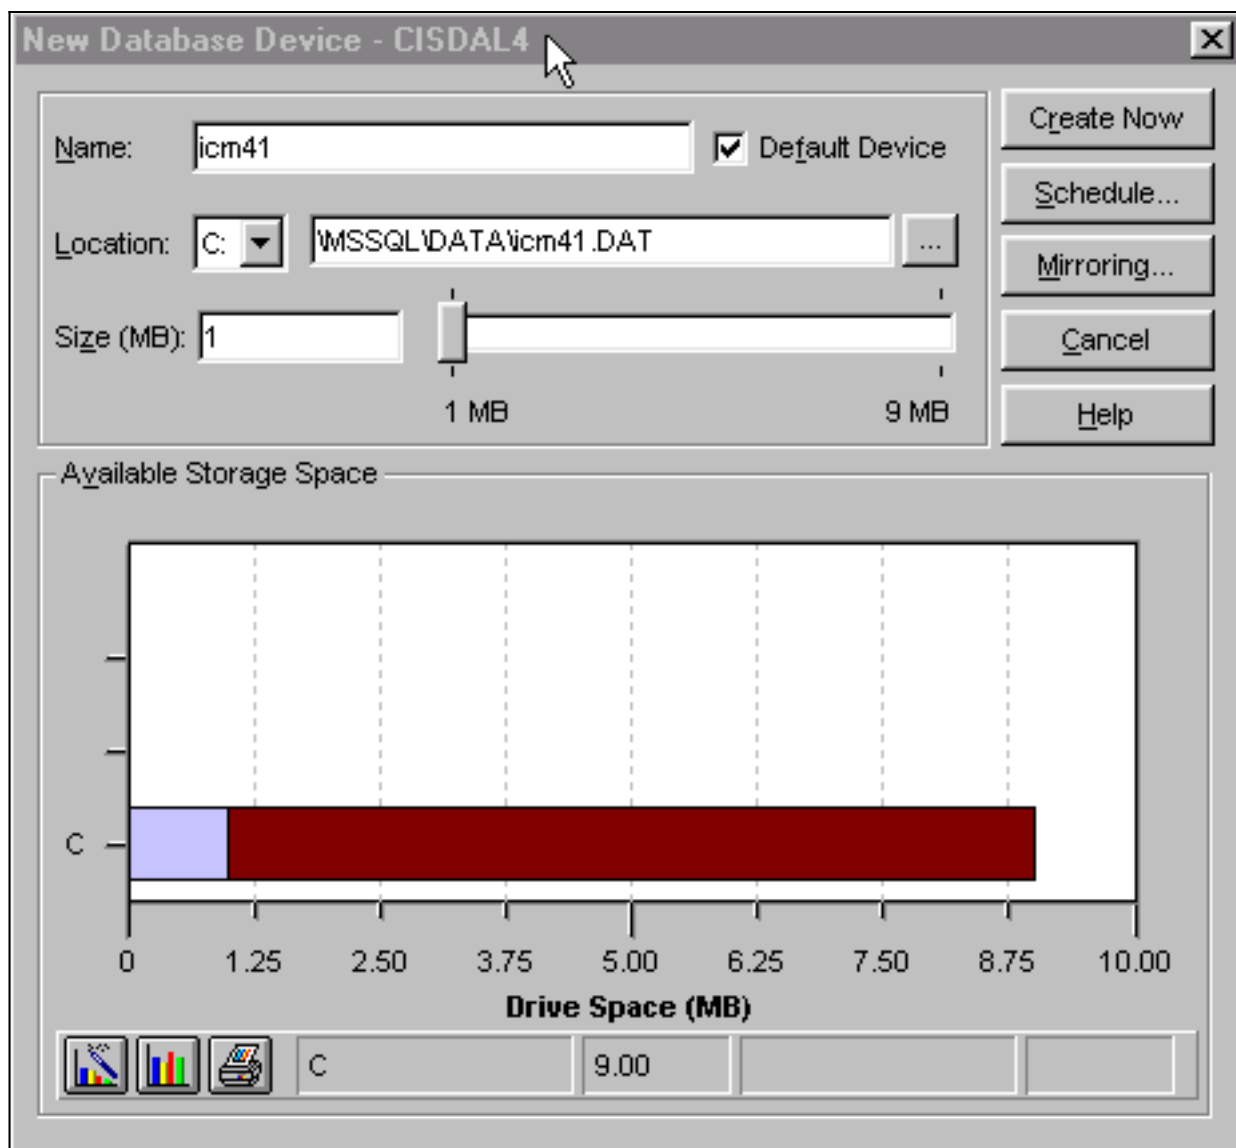 New Database Device - CISDAL4
Name: icm41 Default Device Create Now
Schedule...
Location: C: \MSSQL\DATA\icm41.DAT ... Mirroring...
Size (MB): 1 Cancel
1 MB 9 MB Help
Available Storage Space
C
0 1.25 2.50 3.75 5.00 6.25 7.50 8.75 10.00
Drive Space (MB)
C 9.00